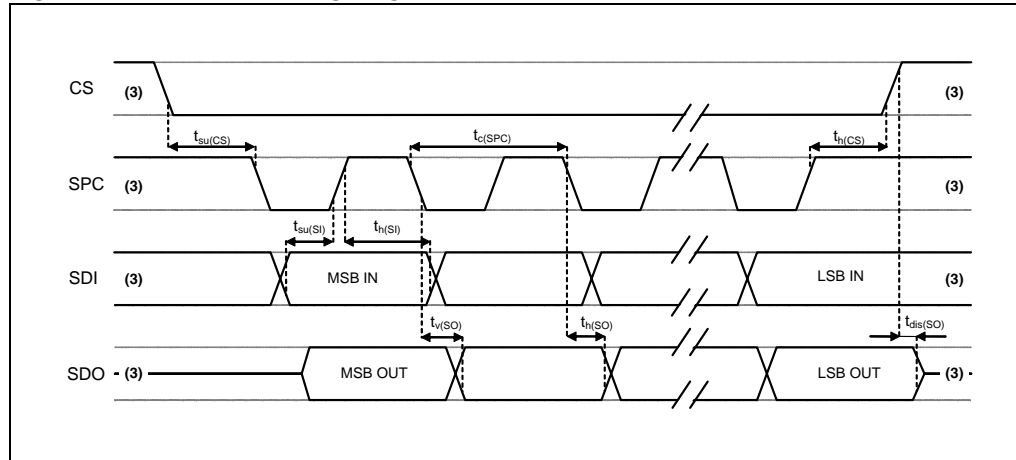 CS (3) (3)
tsu(CS) tc(SPC) th(CS)
SPC (3) (3)
tsu(SI) th(SI)
SDI (3) MSB IN LSB IN (3)
tv(SO) th(SO) tdis(SO)
SDO (3) MSB OUT LSB OUT (3)